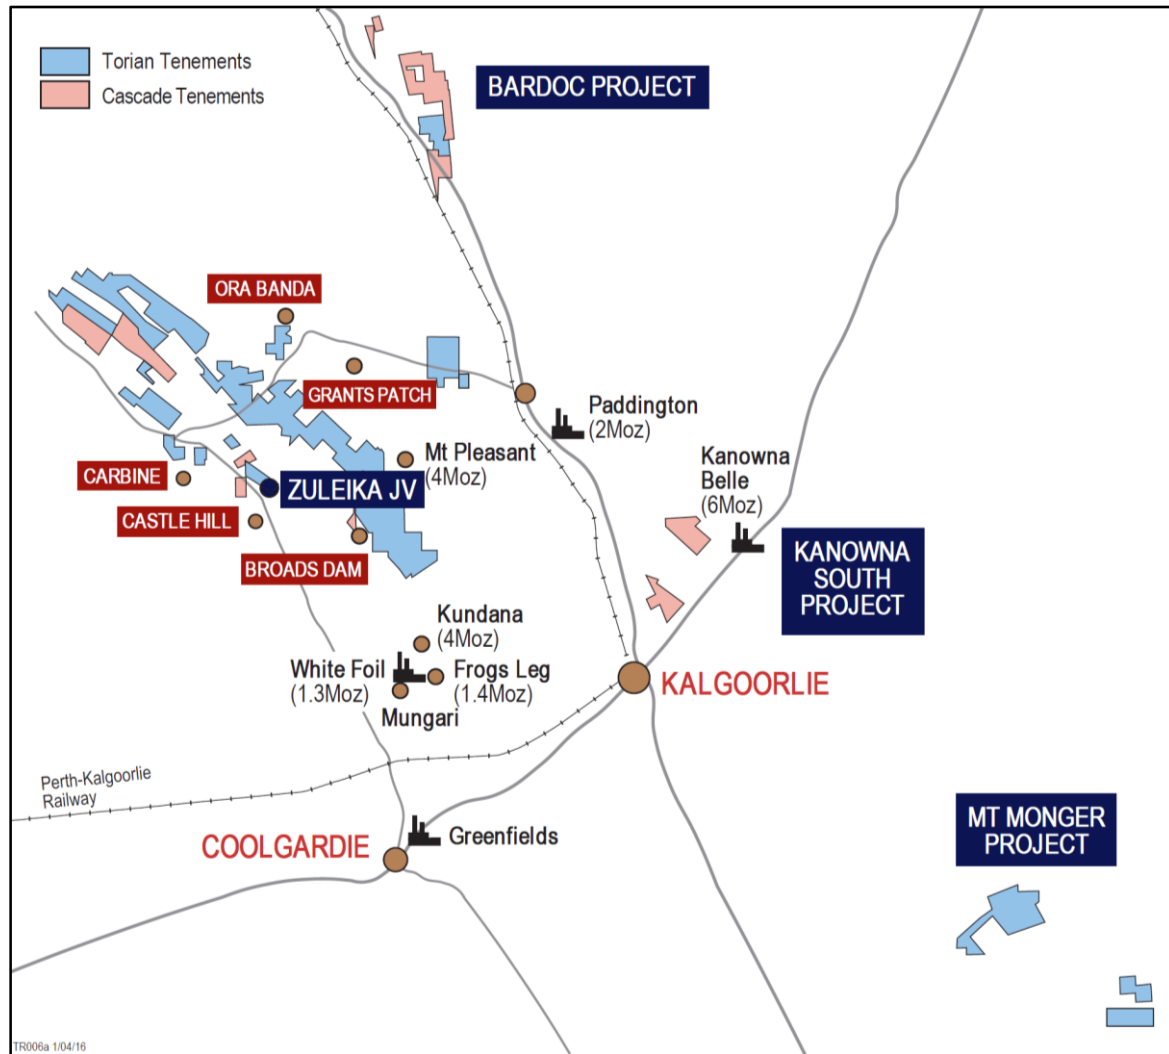 Torian Tenements
Cascade Tenements
BARDOC PROJECT
ORA BANDA
GRANTS PATCH
Paddington
(2Moz)
Mt Pleasant
(4Moz)
Kanowna
Belle
(6Moz)
CARBINE
ZULEIKA JV
CASTLE HILL
BROADS DAM
KANOWNA
SOUTH
PROJECT
Kundana
(4Moz)
White Foil
(1.3Moz)
Frogs Leg
(1.4Moz)
Mungari
KALGOORLIE
Perth-Kalgoorlie
Railway
COOLGARDIE
Greenfields
MT MONGER
PROJECT
TR006a 1/04/16